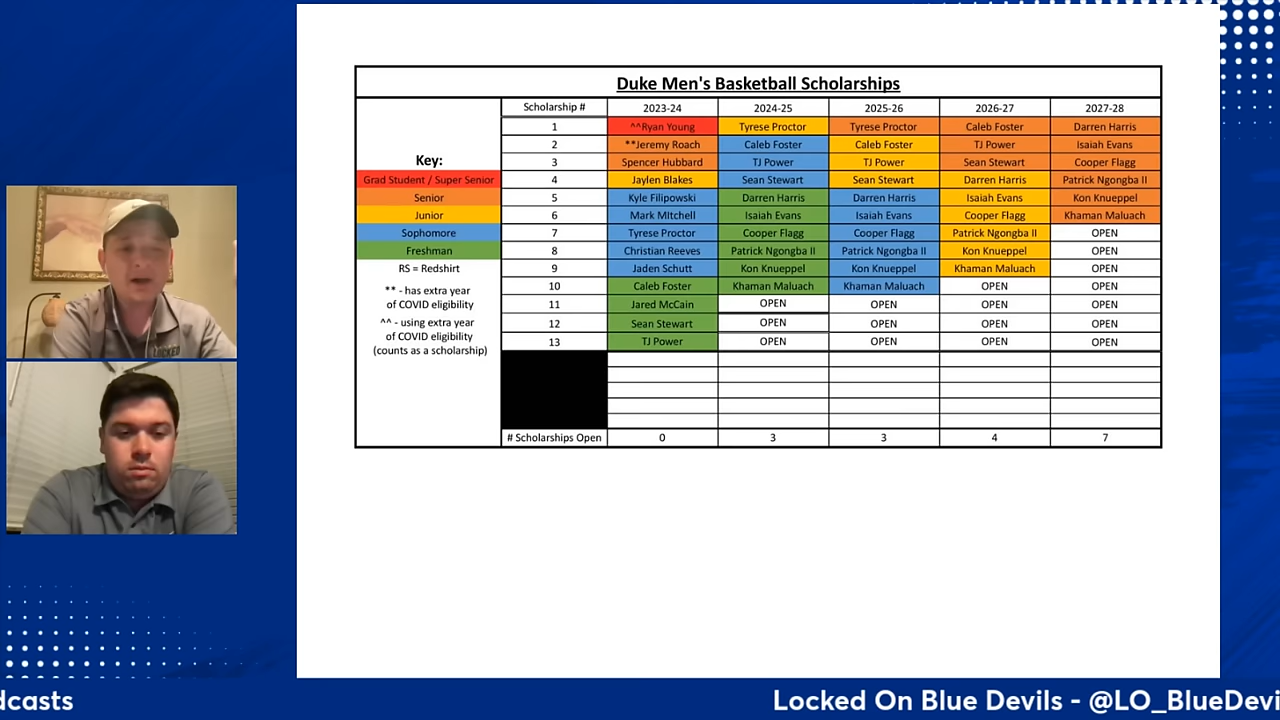 Duke Men's Basketball Scholarships
Scholarship # 2023-24 2024-25 2025-26 2026-27 2027-28
1 ^^Ryan Young Tyrese Proctor Tyrese Proctor Caleb Foster Darren Harris
2 **Jeremy Roach Caleb Foster Caleb Foster TJ Power Isaiah Evans
Key: 3 Spencer Hubbard TJ Power TJ Power Sean Stewart Cooper Flagg
Grad Student / Super Senior 4 Jaylen Blakes Sean Stewart Sean Stewart Darren Harris Patrick Ngongba II
Senior 5 Kyle Filipowski Darren Harris Darren Harris Isaiah Evans Kon Knueppel
Junior 6 Mark MItchell Isaiah Evans Isaiah Evans Cooper Flagg Khaman Maluach
Sophomore 7 Tyrese Proctor Cooper Flagg Cooper Flagg Patrick Ngongba II OPEN
Freshman 8 Christian Reeves Patrick Ngongba II Patrick Ngongba II Kon Knueppel OPEN
RS = Redshirt 9 Jaden Schutt Kon Knueppel Kon Knueppel Khaman Maluach OPEN
** - has extra year 10 Caleb Foster Khaman Maluach Khaman Maluach OPEN OPEN
of COVID eligibility 11 Jared McCain OPEN OPEN OPEN OPEN
^^ - using extra year 12 Sean Stewart OPEN OPEN OPEN OPEN
of COVID eligibility 13 TJ Power OPEN OPEN OPEN OPEN
(counts as a scholarship)
# Scholarships Open 0 3 3 4 7
dcasts Locked On Blue Devils - @LO_BlueDevi